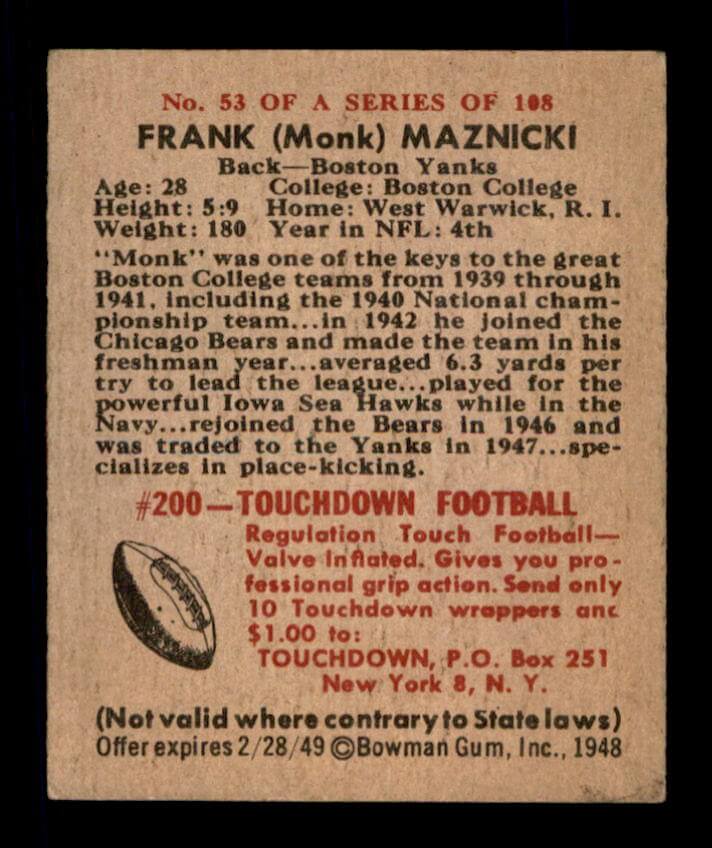 No. 53 OF A SERIES OF 108
FRANK (Monk) MAZNICKI
Back—Boston Yanks
Age: 28 College: Boston College
Height: 5:9 Home: West Warwick, R. I.
Weight: 180 Year in NFL: 4th
"Monk" was one of the keys to the great
Boston College teams from 1939 through
1941, including the 1940 National cham-
pionship team...in 1942 he joined the
Chicago Bears and made the team in his
freshman year...averaged 6.3 yards per
try to lead the league...played for the
powerful Iowa Sea Hawks while in the
Navy...rejoined the Bears in 1946 and
was traded to the Yanks in 1947...spe-
cializes in place-kicking.
#200—TOUCHDOWN FOOTBALL
Regulation Touch Football—
Valve Inflated. Gives you pro-
fessional grip action. Send only
10 Touchdown wrappers and
$1.00 to:
TOUCHDOWN, P.O. Box 251
New York 8, N. Y.
(Not valid where contrary to State laws)
Offer expires 2/28/49 ©Bowman Gum, Inc., 1948